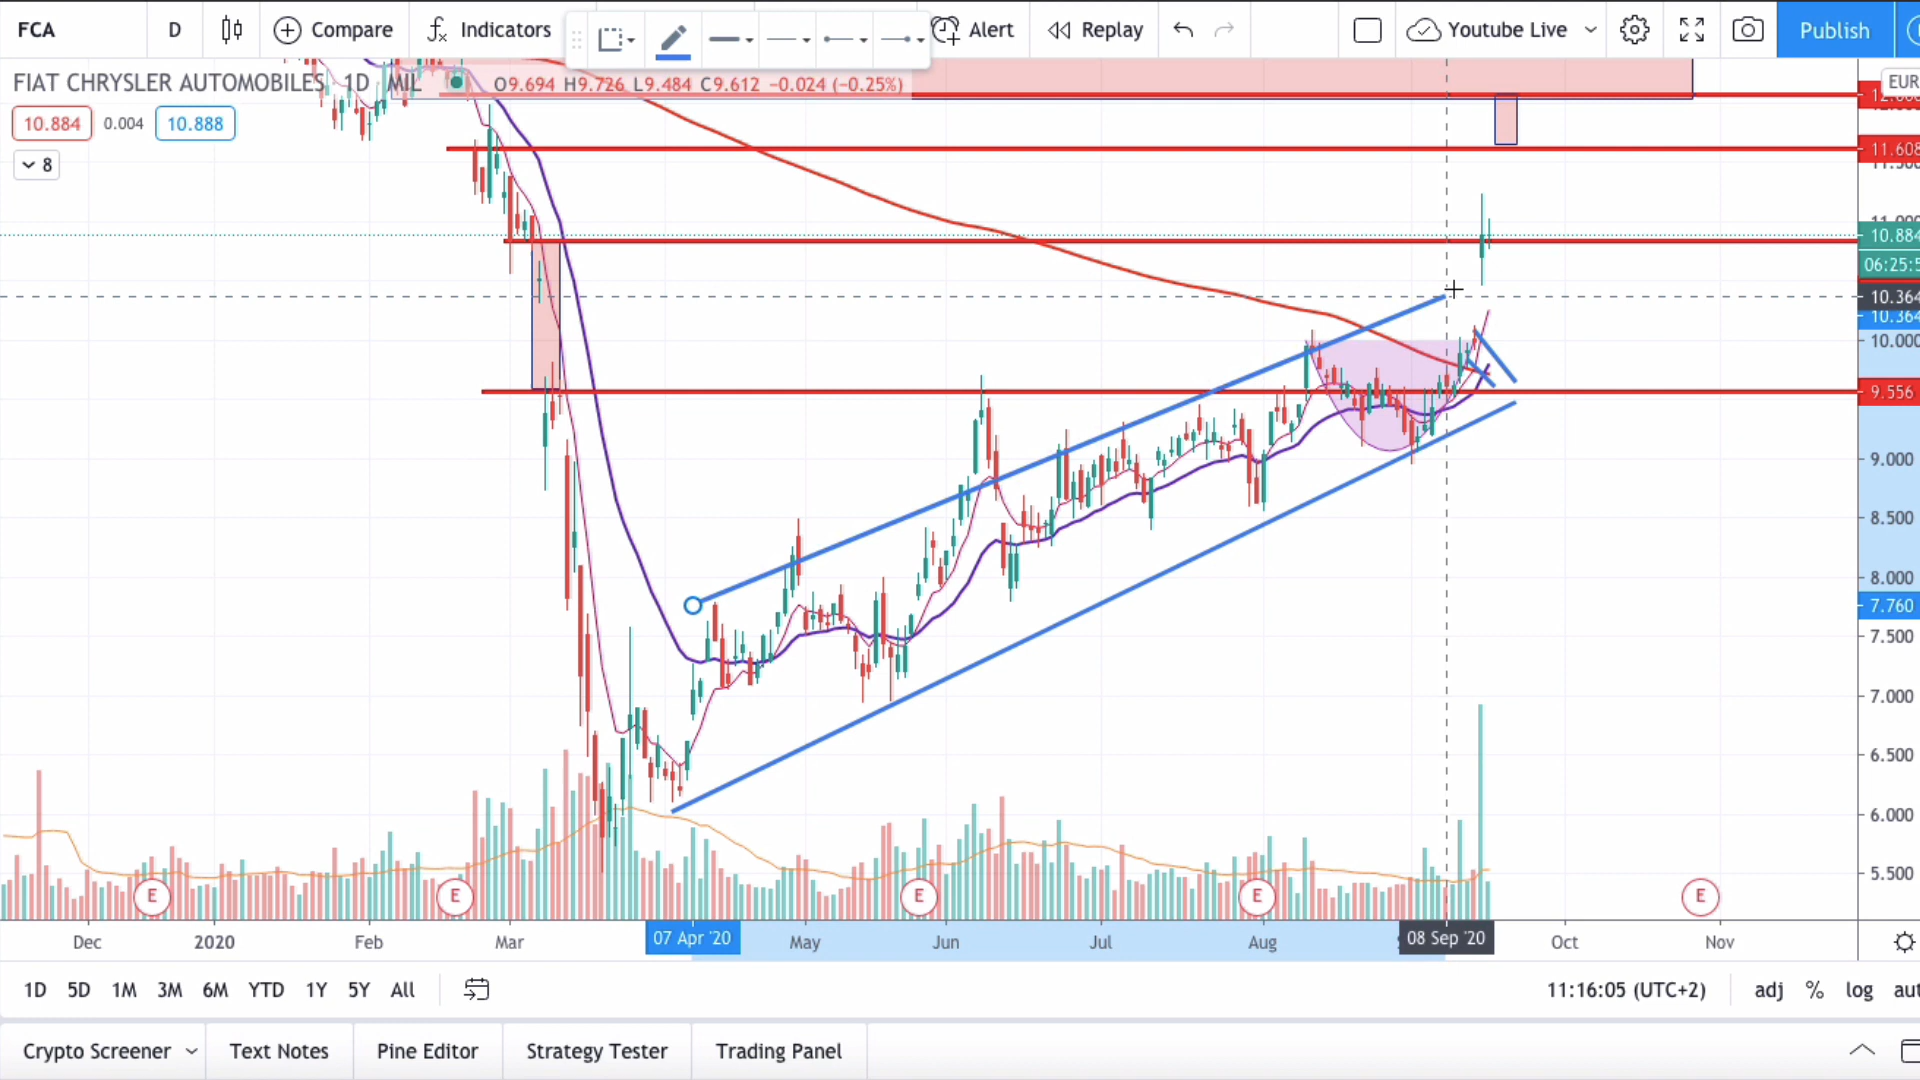 FCA D Compare Indicators Alert Replay Youtube Live Publish
FIAT CHRYSLER AUTOMOBILES 1D MIL O9.694 H9.726 L9.484 C9.612 −0.024 (−0.25%) EUR
10.884 0.004 10.888
8
11.608
11.000
10.884
06:25:5
10.364
10.364
10.000
9.556
9.000
8.500
8.000
7.760
7.500
7.000
6.500
6.000
5.500
E E E E E
Dec 2020 Feb Mar 07 Apr '20 May Jun Jul Aug 08 Sep '20 Oct Nov
1D 5D 1M 3M 6M YTD 1Y 5Y All 11:16:05 (UTC+2) adj % log aut
Crypto Screener Text Notes Pine Editor Strategy Tester Trading Panel